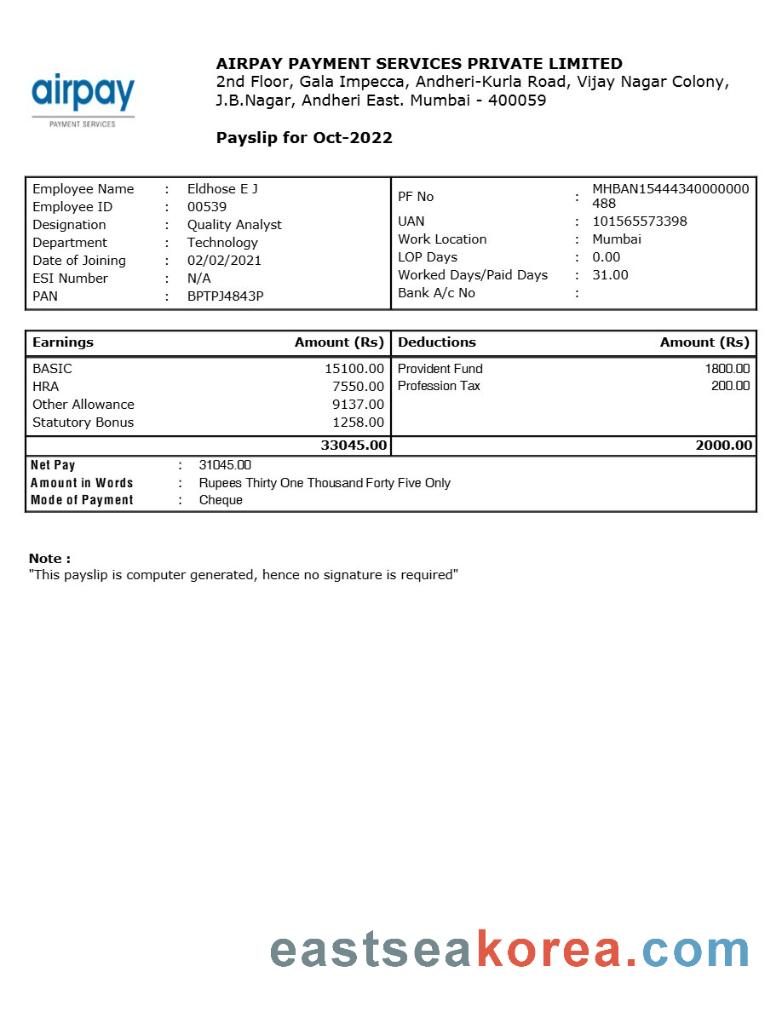 airpay
PAYMENT SERVICES
AIRPAY PAYMENT SERVICES PRIVATE LIMITED
2nd Floor, Gala Impecca, Andheri-Kurla Road, Vijay Nagar Colony,
J.B.Nagar, Andheri East. Mumbai - 400059
Payslip for Oct-2022
Employee Name : Eldhose E J
Employee ID : 00539
Designation : Quality Analyst
Department : Technology
Date of Joining : 02/02/2021
ESI Number : N/A
PAN : BPTPJ4843P
PF No : MHBAN15444340000000
488
UAN : 101565573398
Work Location : Mumbai
LOP Days : 0.00
Worked Days/Paid Days : 31.00
Bank A/c No :
Earnings Amount (Rs) Deductions Amount (Rs)
BASIC 15100.00 Provident Fund 1800.00
HRA 7550.00 Profession Tax 200.00
Other Allowance 9137.00
Statutory Bonus 1258.00
33045.00 2000.00
Net Pay : 31045.00
Amount in Words : Rupees Thirty One Thousand Forty Five Only
Mode of Payment : Cheque
Note :
"This payslip is computer generated, hence no signature is required"
eastseakorea.com